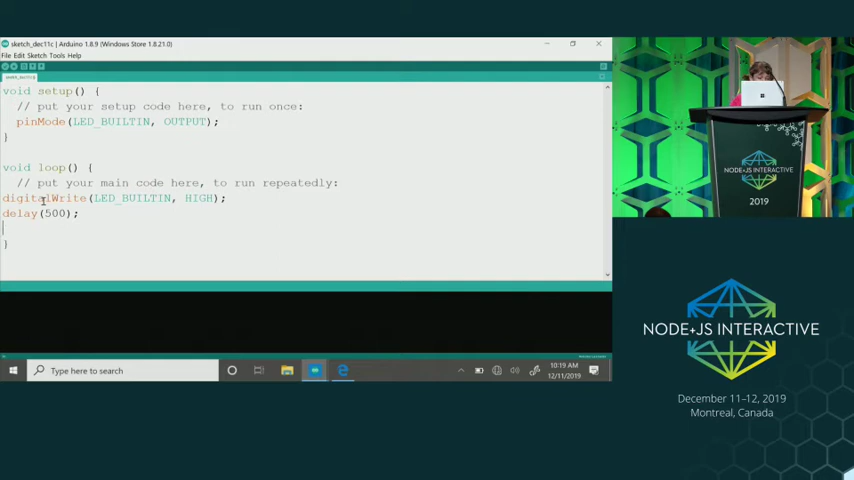 sketch_dec11c | Arduino 1.8.9 (Windows Store 1.8.21.0)
File Edit Sketch Tools Help
void setup() {
// put your setup code here, to run once:
pinMode(LED_BUILTIN, OUTPUT);
}
void loop() {
// put your main code here, to run repeatedly:
digitalWrite(LED_BUILTIN, HIGH);
delay(500);
}
Type here to search
10:19 AM
12/11/2019
NODE+JS INTERACTIVE
2019
NODE+JS INTERACTIVE
December 11–12, 2019
Montreal, Canada